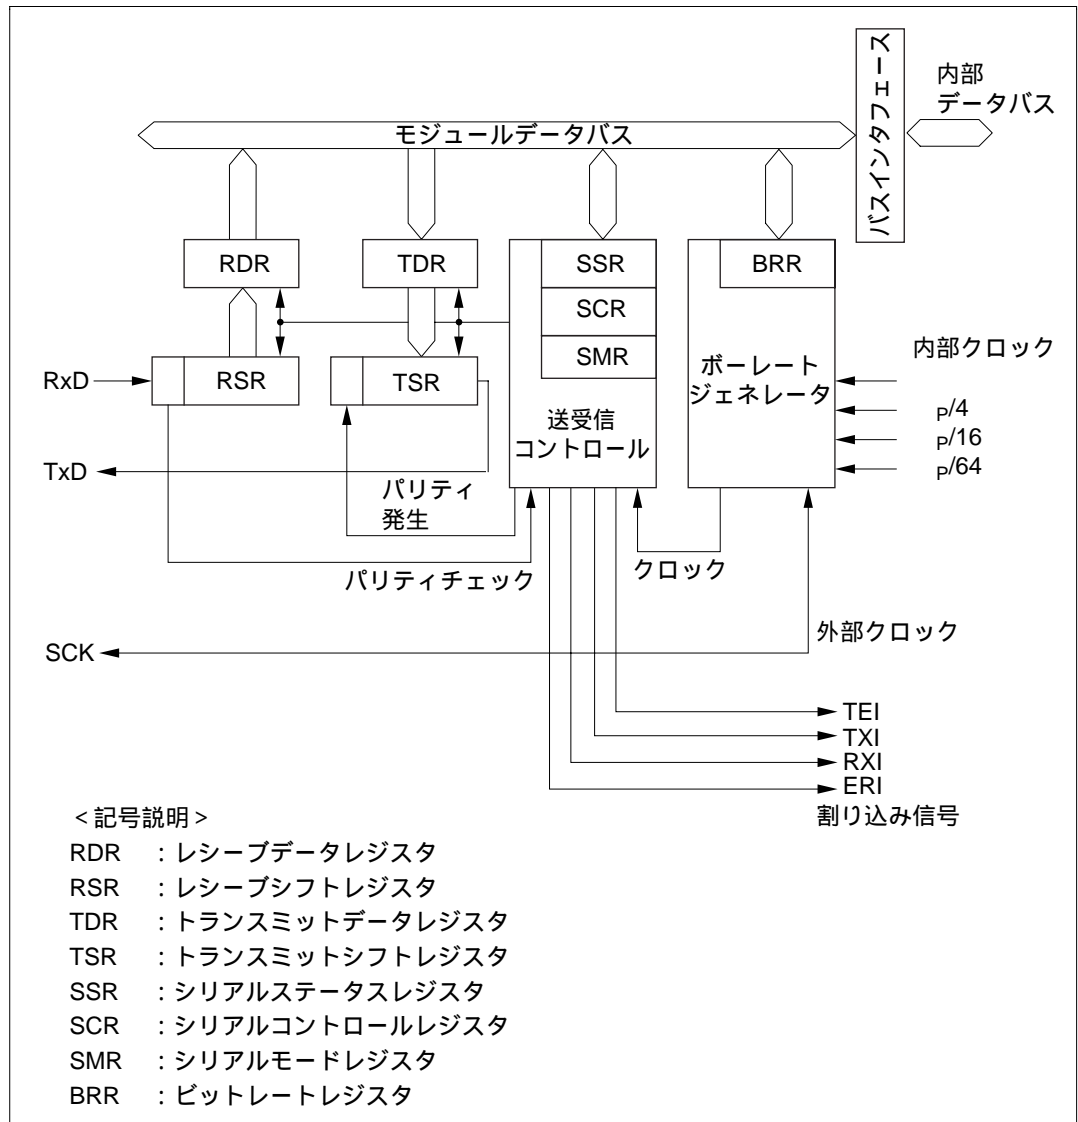 バスインタフェース
内部
データバス
モジュールデータバス
RDR
TDR
SSR
BRR
SCR
SMR
RxD
RSR
TSR
ボーレート
ジェネレータ
内部クロック
P/4
P/16
P/64
送受信
コントロール
TxD
パリティ
発生
パリティチェック
クロック
外部クロック
SCK
TEI
TXI
RXI
ERI
割り込み信号
<記号説明>
RDR :レシーブデータレジスタ
RSR :レシーブシフトレジスタ
TDR :トランスミットデータレジスタ
TSR :トランスミットシフトレジスタ
SSR :シリアルステータスレジスタ
SCR :シリアルコントロールレジスタ
SMR :シリアルモードレジスタ
BRR :ビットレートレジスタ